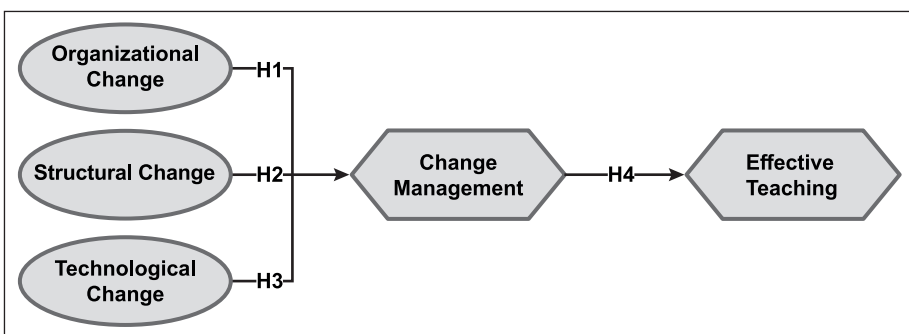 Organizational
Change
H1
Structural Change
H2
Technological
Change
H3
Change
Management
H4
Effective
Teaching